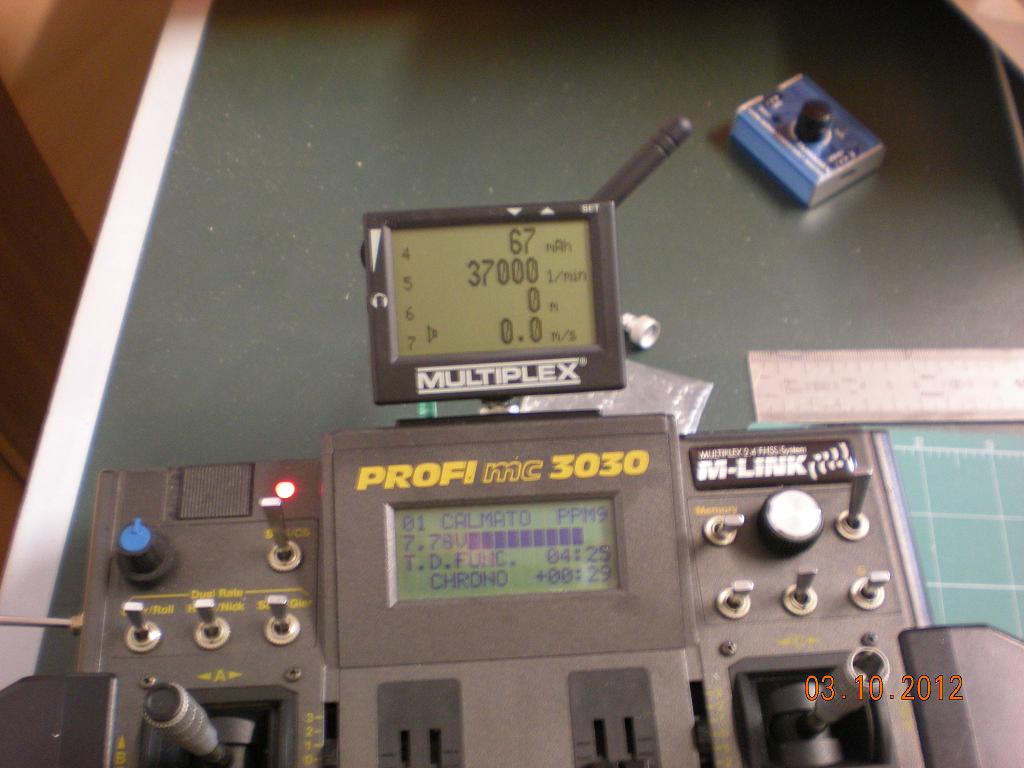 SET
4 67 mAh
5 37000 1/min
6 0 m
7 0.0 m/s
MULTIPLEX®
PROFI mc 3030
MULTIPLEX 2.4 FHSS-System
M-LINK
01 CALMATO PPM9
7.78V
T.D.FUNC. 04:25
CHRONO +00:29
Memory
Dual Rate
/Roll /Nick
◄A►
03.10.2012